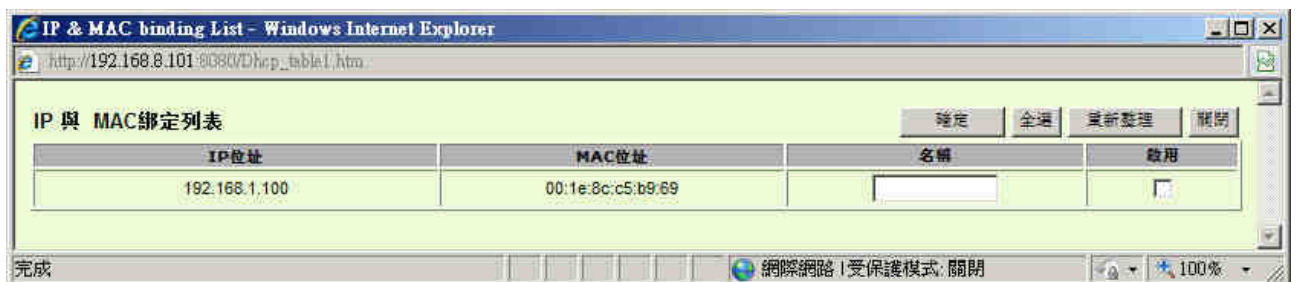 IP & MAC binding List - Windows Internet Explorer
http://192.168.8.101:8080/Dhcp_table1.htm
IP 與 MAC綁定列表 確定 全選 重新整理 關閉
IP位址 MAC位址 名稱 啟用
192.168.1.100 00:1e:8c:c5:b9:69
完成 網際網路 | 受保護模式: 關閉 100%